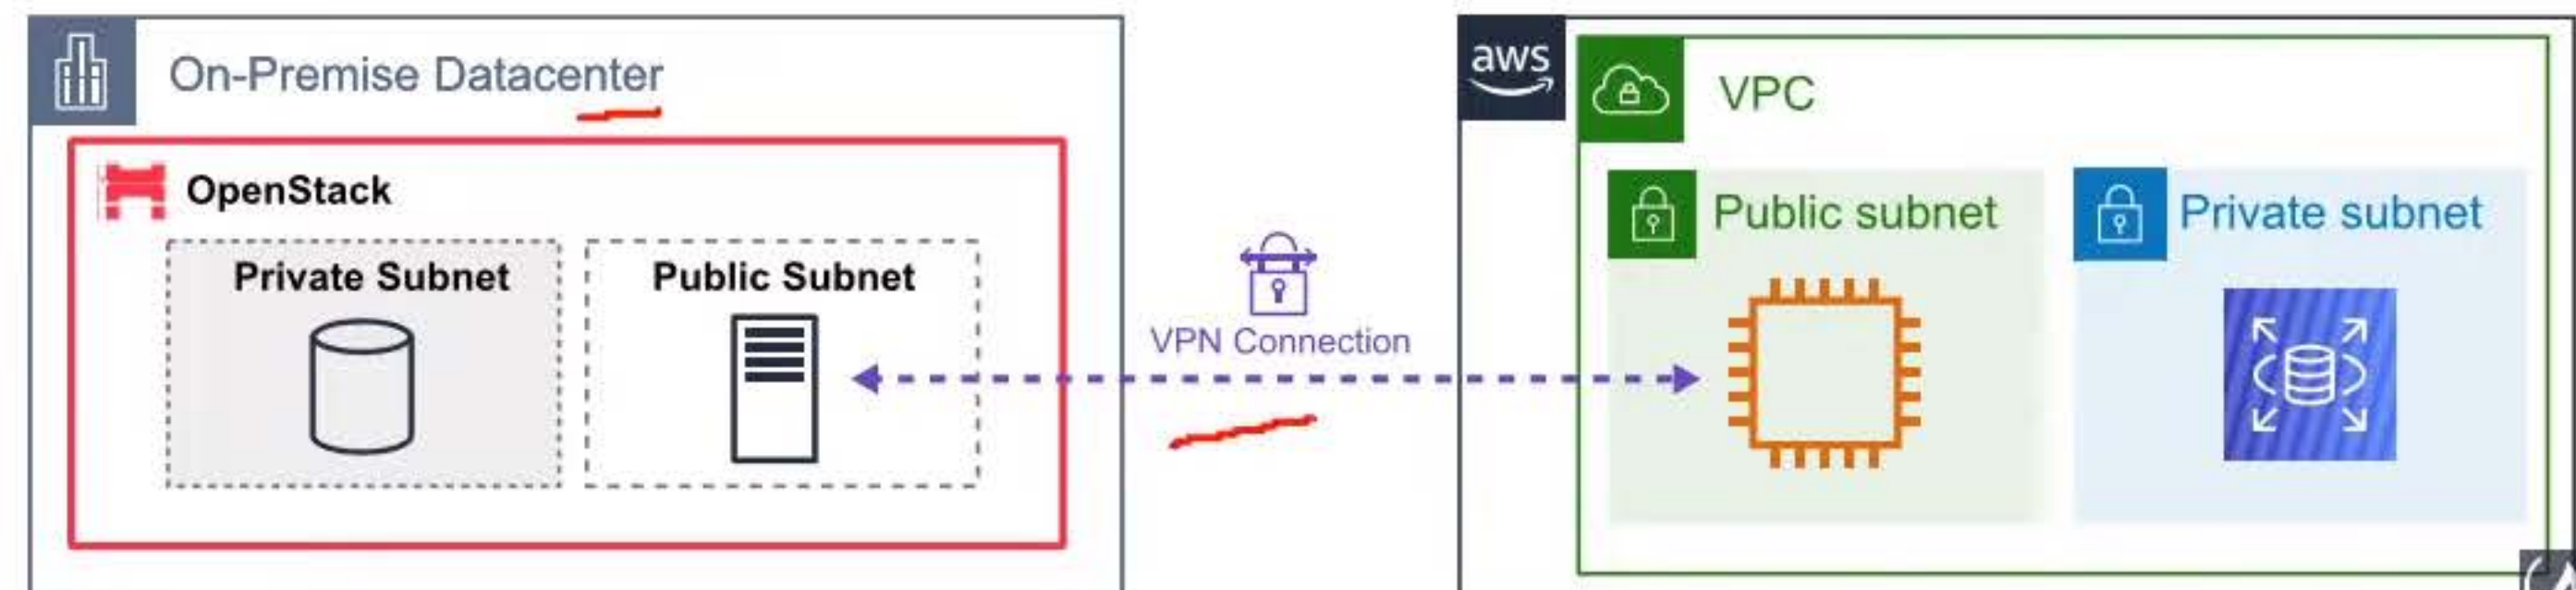 On-Premise Datacenter
OpenStack
Private Subnet
Public Subnet
VPN Connection
aws
VPC
Public subnet
Private subnet